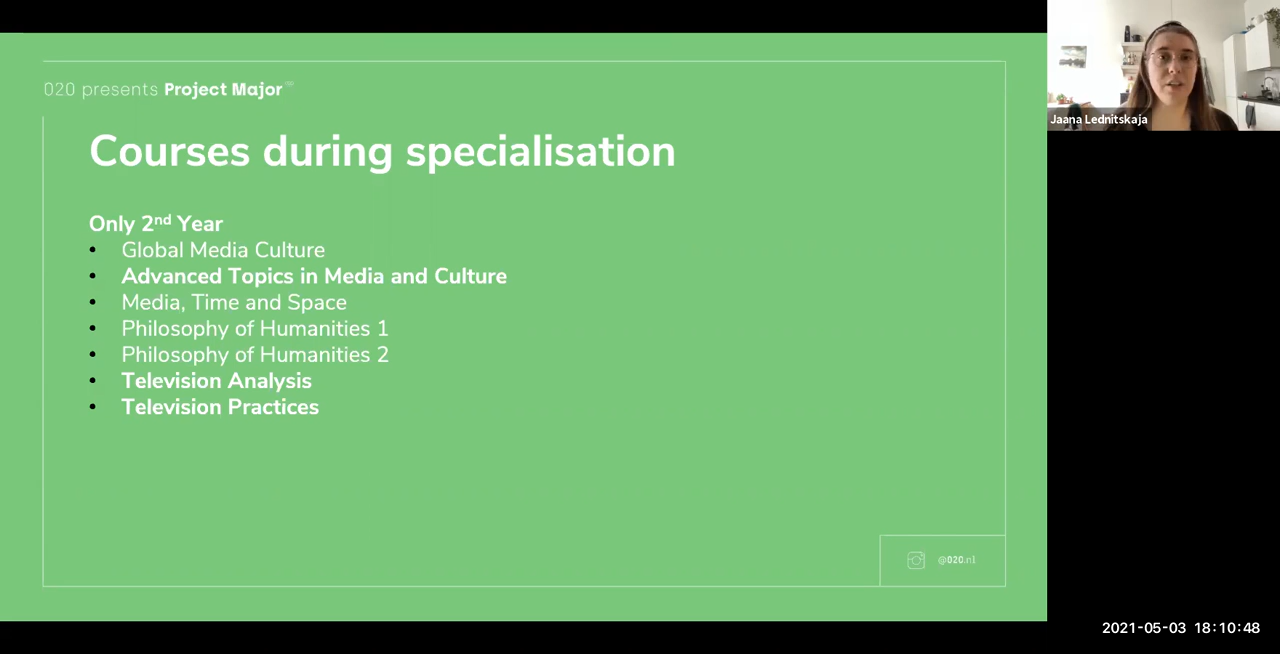 020 presents Project Major
Courses during specialisation
Only 2nd Year
• Global Media Culture
• Advanced Topics in Media and Culture
• Media, Time and Space
• Philosophy of Humanities 1
• Philosophy of Humanities 2
• Television Analysis
• Television Practices
@020.nl
Jaana Lednitskaja
2021-05-03 18:10:48